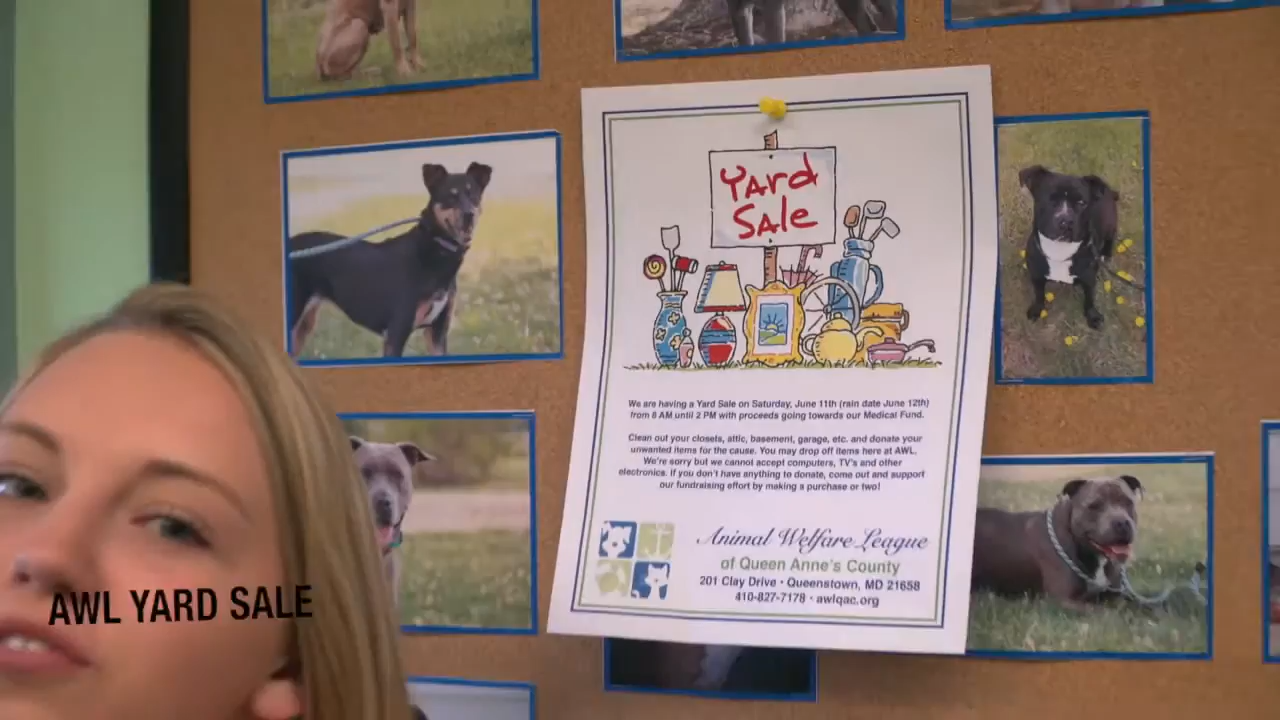 Yard
Sale
We are having a Yard Sale on Saturday, June 11th (rain date June 12th)
from 8 AM until 2 PM with proceeds going towards our Medical Fund.
Clean out your closets, attic, basement, garage, etc. and donate your
unwanted items for the cause. You may drop off items here at AWL.
We're sorry but we cannot accept computers, TV's and other
electronics. If you don't have anything to donate, come out and support
our fundraising effort by making a purchase or two!
Animal Welfare League
of Queen Anne's County
201 Clay Drive • Queenstown, MD 21658
410-827-7178 • awlqac.org
AWL YARD SALE